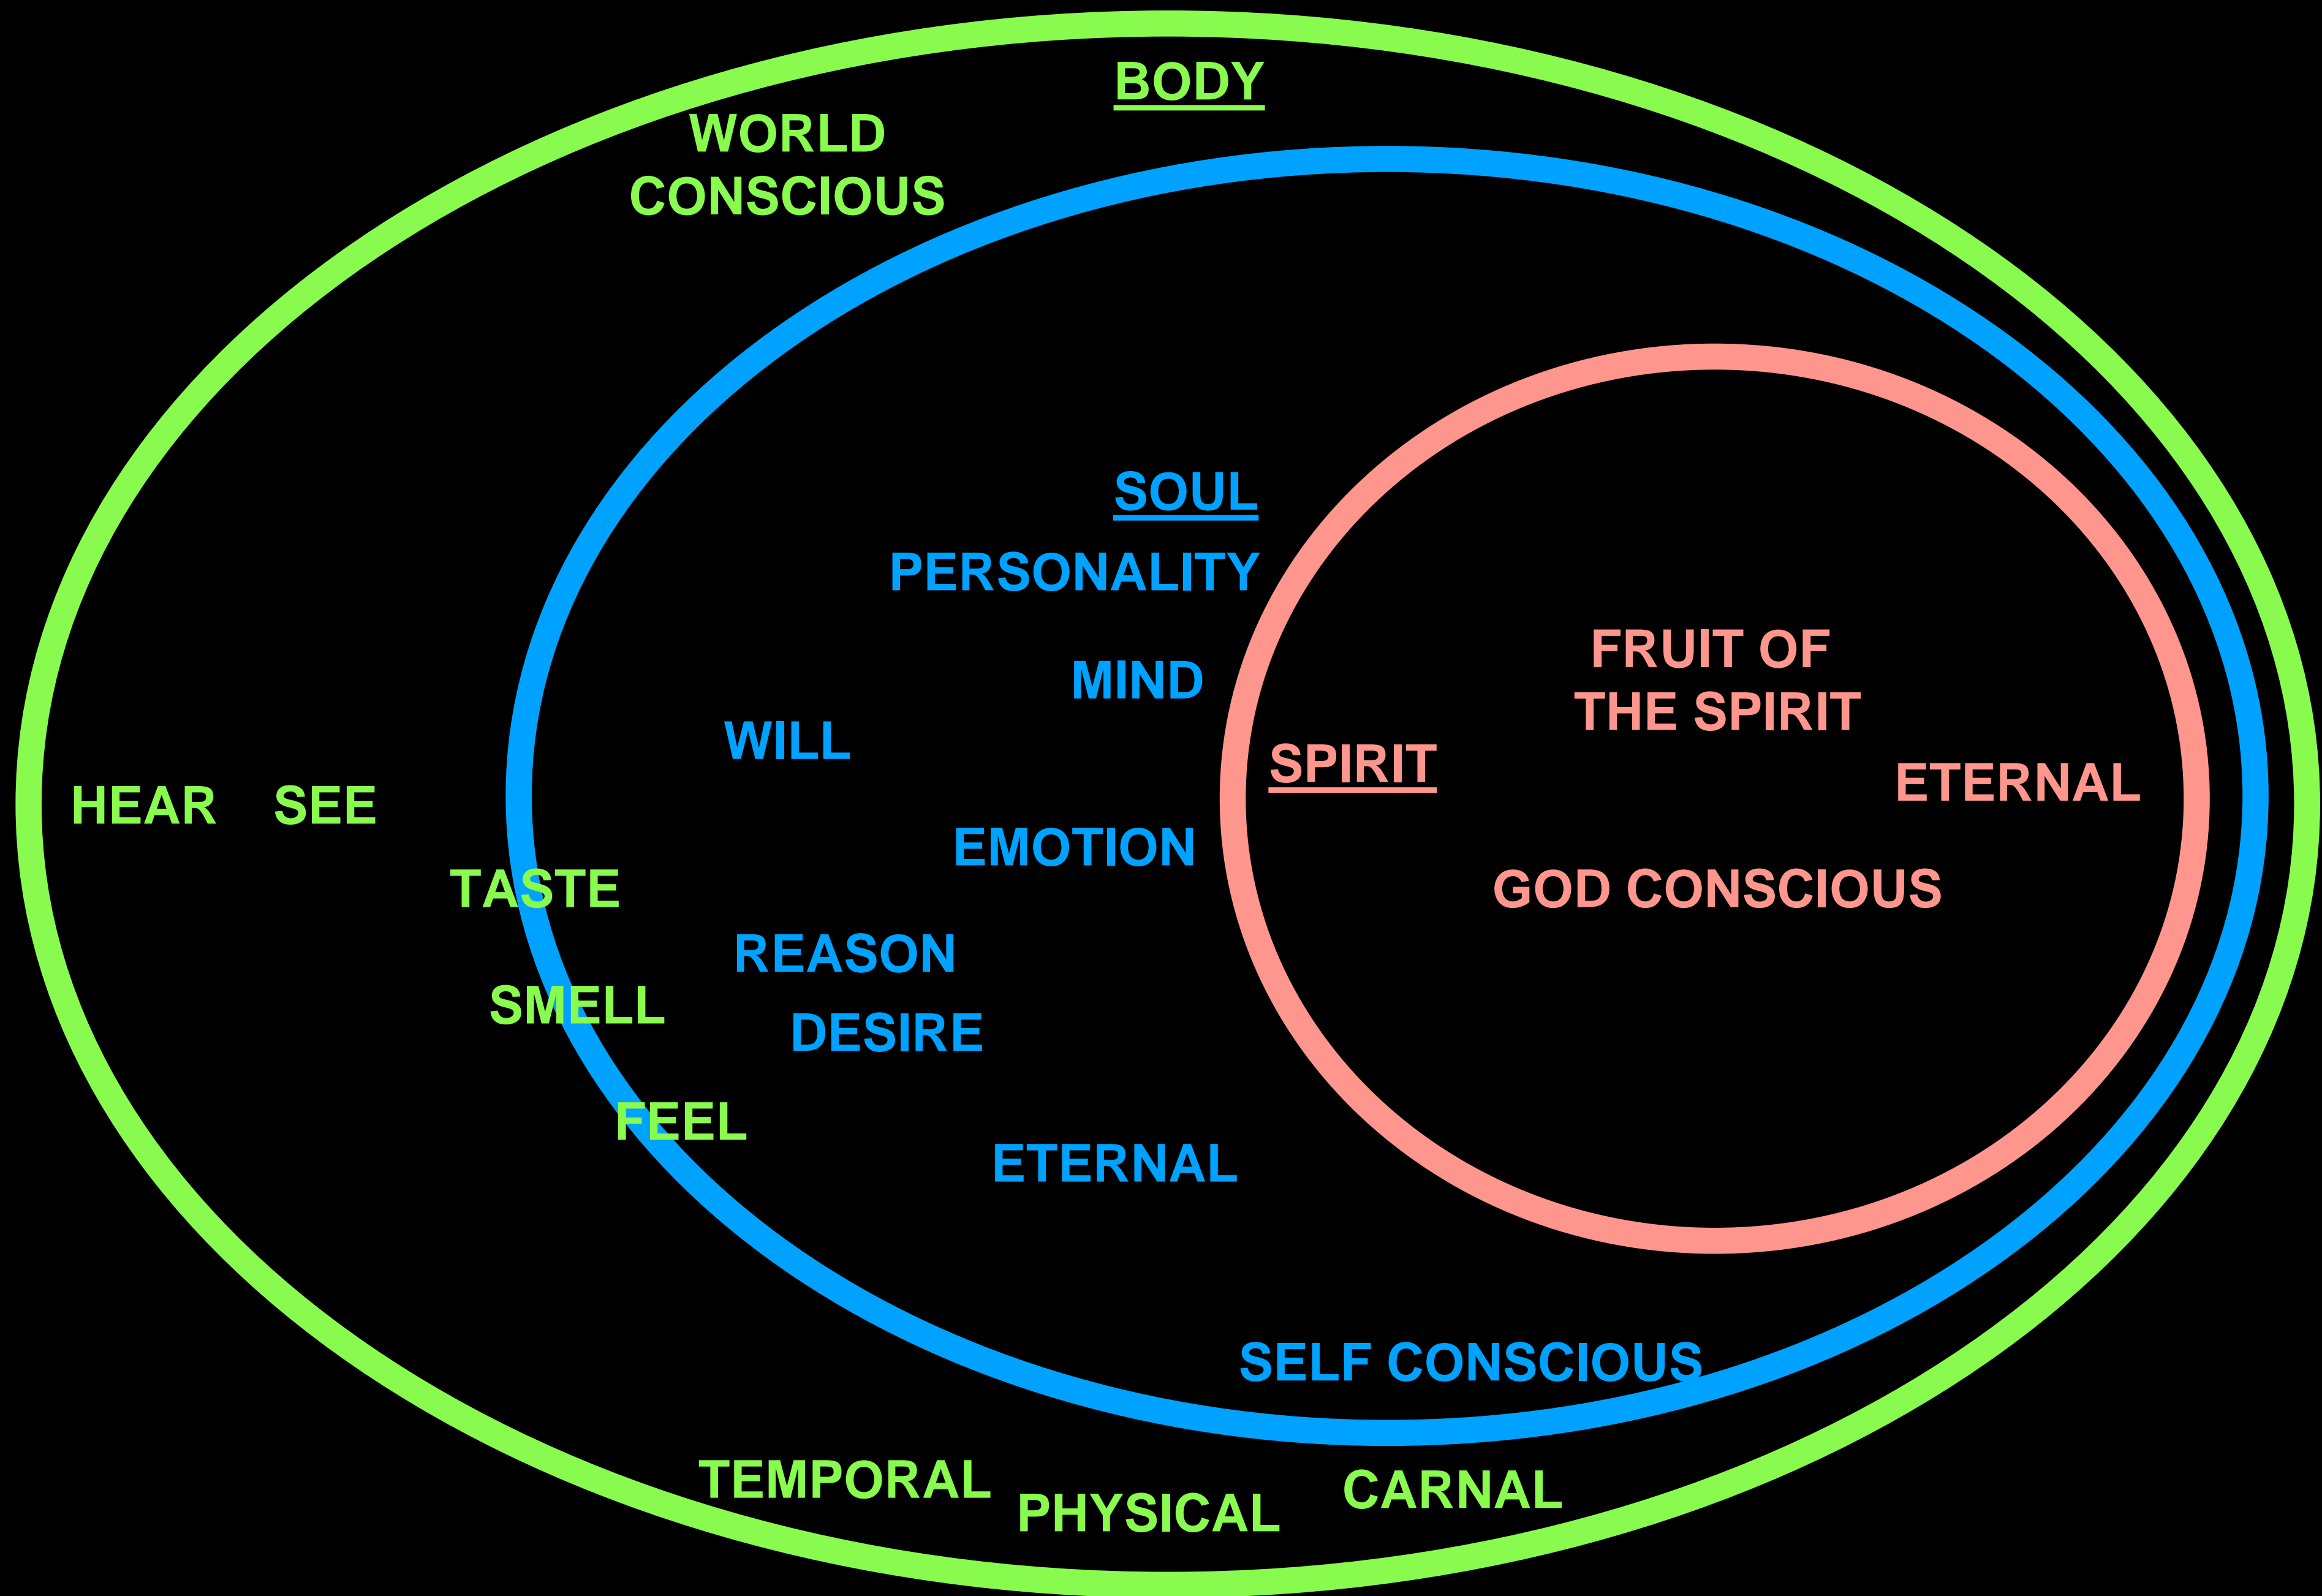 BODY
WORLD
CONSCIOUS
SOUL
PERSONALITY
MIND
WILL
EMOTION
REASON
DESIRE
ETERNAL
SELF CONSCIOUS
SPIRIT
FRUIT OF
THE SPIRIT
ETERNAL
GOD CONSCIOUS
HEAR SEE
TASTE
SMELL
FEEL
TEMPORAL
PHYSICAL
CARNAL